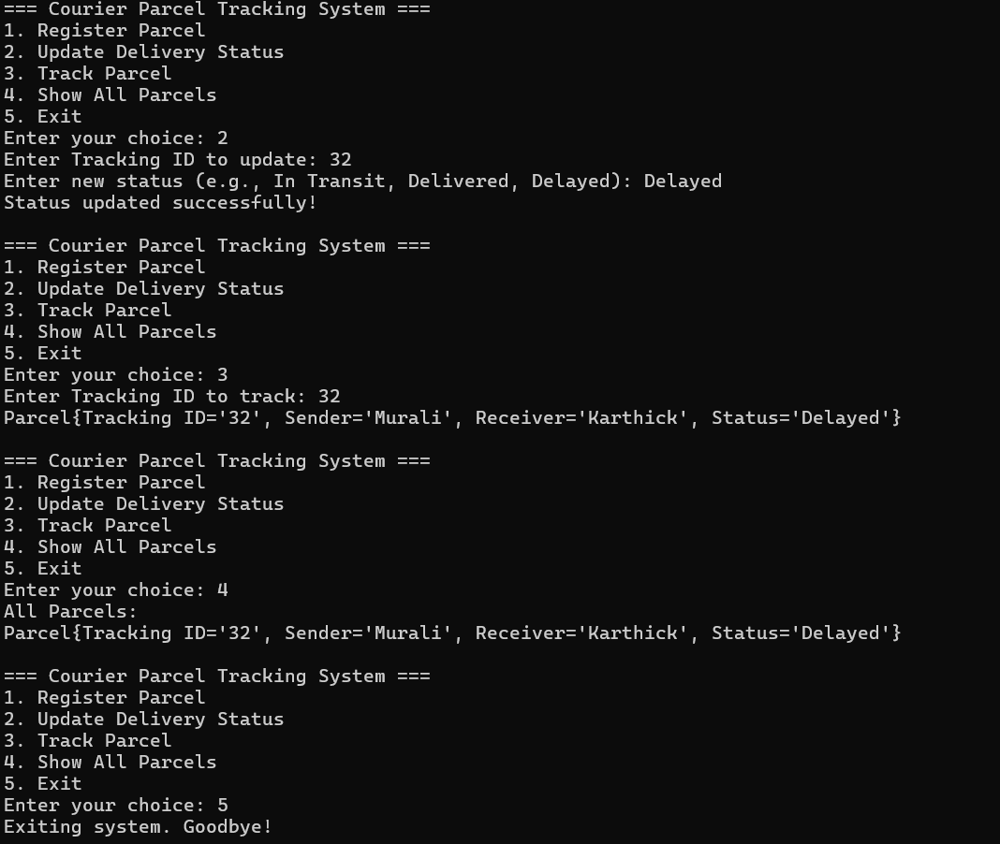 === Courier Parcel Tracking System ===
1. Register Parcel
2. Update Delivery Status
3. Track Parcel
4. Show All Parcels
5. Exit
Enter your choice: 2
Enter Tracking ID to update: 32
Enter new status (e.g., In Transit, Delivered, Delayed): Delayed
Status updated successfully!

=== Courier Parcel Tracking System ===
1. Register Parcel
2. Update Delivery Status
3. Track Parcel
4. Show All Parcels
5. Exit
Enter your choice: 3
Enter Tracking ID to track: 32
Parcel{Tracking ID='32', Sender='Murali', Receiver='Karthick', Status='Delayed'}

=== Courier Parcel Tracking System ===
1. Register Parcel
2. Update Delivery Status
3. Track Parcel
4. Show All Parcels
5. Exit
Enter your choice: 4
All Parcels:
Parcel{Tracking ID='32', Sender='Murali', Receiver='Karthick', Status='Delayed'}

=== Courier Parcel Tracking System ===
1. Register Parcel
2. Update Delivery Status
3. Track Parcel
4. Show All Parcels
5. Exit
Enter your choice: 5
Exiting system. Goodbye!